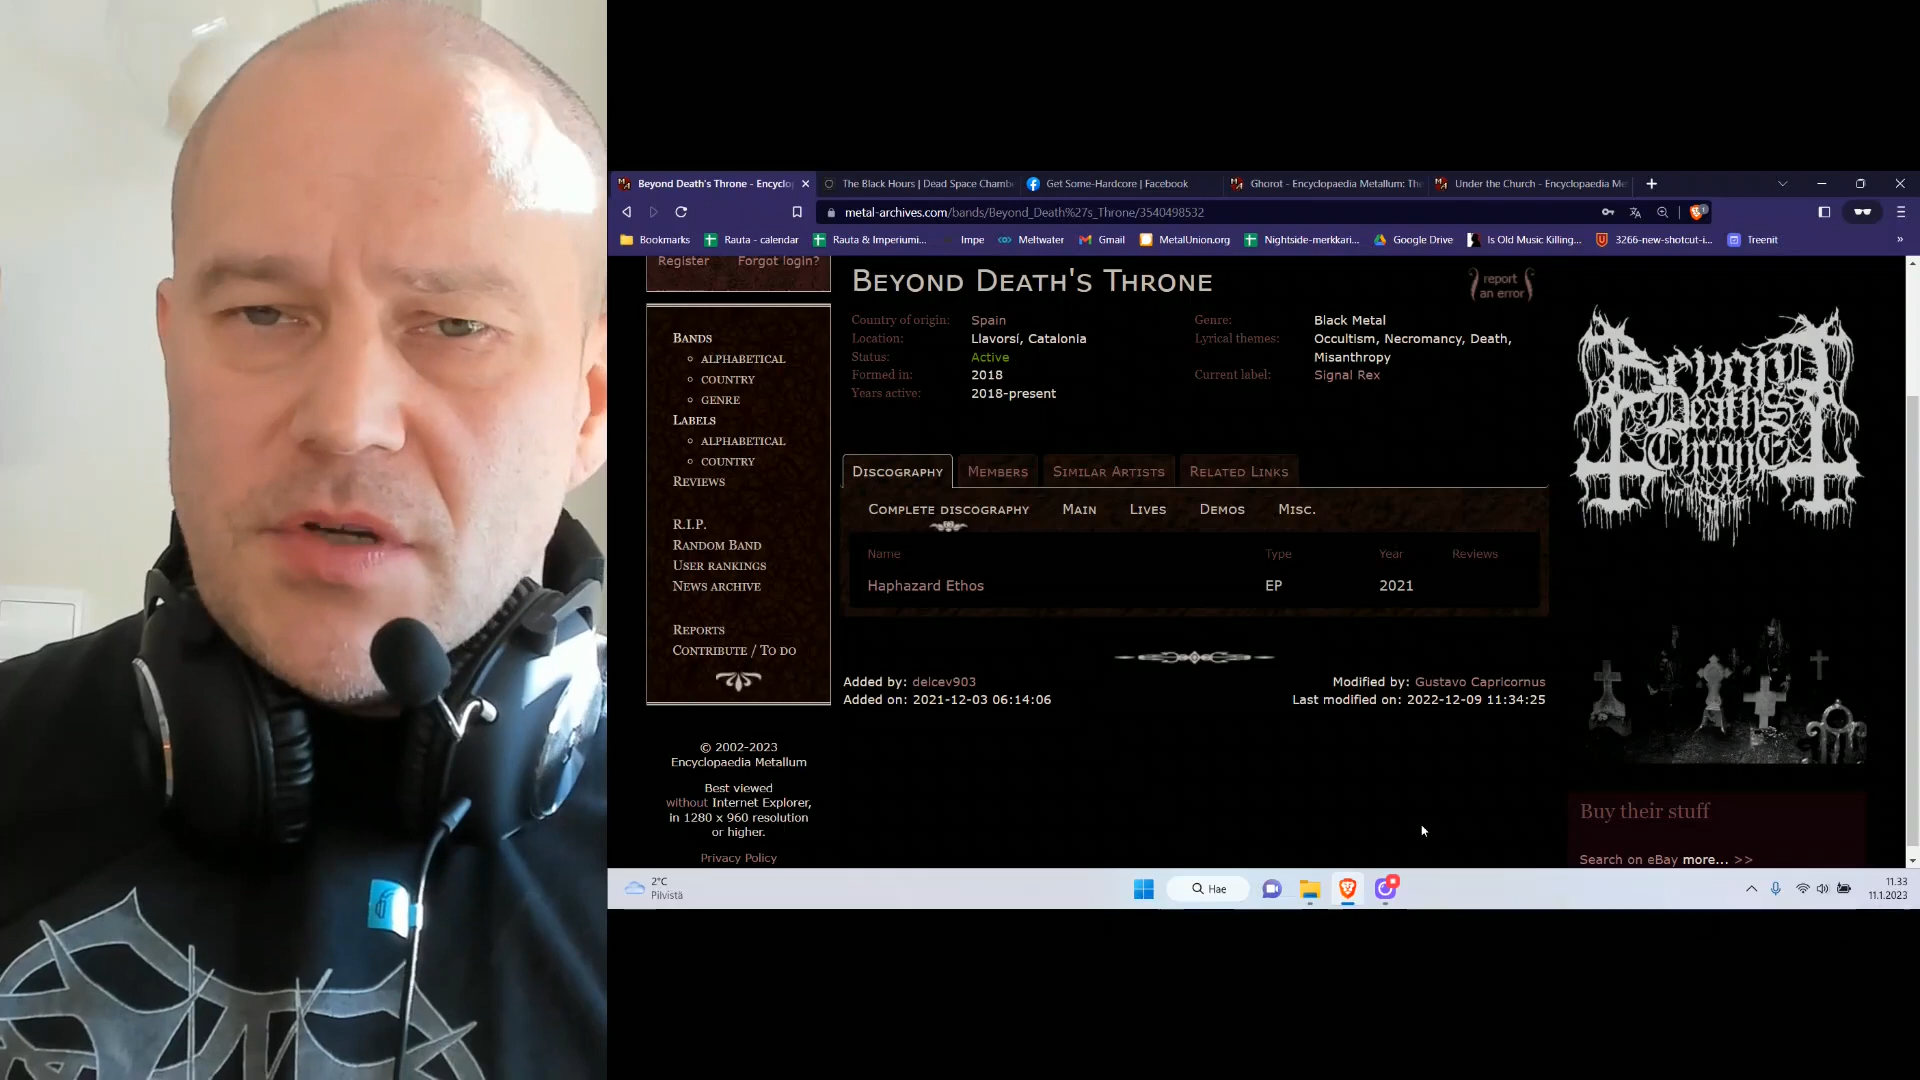 Beyond Death's Throne - Encyclo
The Black Hours | Dead Space Chamb
Get Some-Hardcore | Facebook
Ghorot - Encyclopaedia Metallum: The
Under the Church - Encyclopaedia Me
metal-archives.com/bands/Beyond_Death%27s_Throne/3540498532
Bookmarks
Rauta - calendar
Rauta & Imperiumi...
Impe
Meltwater
Gmail
MetalUnion.org
Nightside-merkkari...
Google Drive
Is Old Music Killing...
3266-new-shotcut-i...
Treenit
»
Register
Forgot login?
Bands
Alphabetical
Country
Genre
Labels
Alphabetical
Country
Reviews
R.I.P.
Random Band
User rankings
News archive
Reports
Contribute / To do
© 2002-2023
Encyclopaedia Metallum
Best viewed
without Internet Explorer,
in 1280 x 960 resolution
or higher.
Privacy Policy
Beyond Death's Throne
report
an error
Country of origin: Spain
Location: Llavorsí, Catalonia
Status: Active
Formed in: 2018
Years active: 2018-present
Genre: Black Metal
Lyrical themes: Occultism, Necromancy, Death,
Misanthropy
Current label: Signal Rex
Discography
Members
Similar Artists
Related Links
Complete discography
Main
Lives
Demos
Misc.
Name Type Year Reviews
Haphazard Ethos EP 2021
Added by: delcev903
Added on: 2021-12-03 06:14:06
Modified by: Gustavo Capricornus
Last modified on: 2022-12-09 11:34:25
Beyond
Death's
Throne
Buy their stuff
Search on eBay more... >>
2°C
Pilvistä
Hae
11.33
11.1.2023